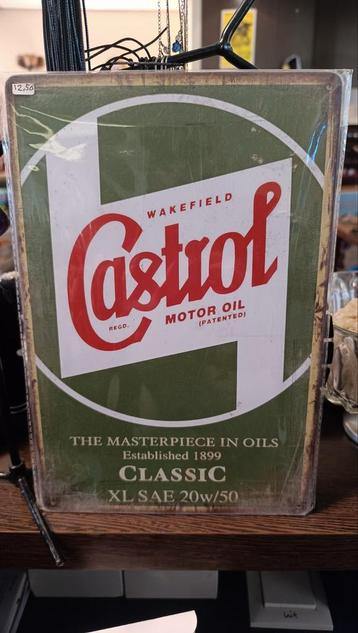 12,50
WAKEFIELD
Castrol
REGD.
MOTOR OIL
(PATENTED)
THE MASTERPIECE IN OILS
Established 1899
CLASSIC
XL SAE 20w/50